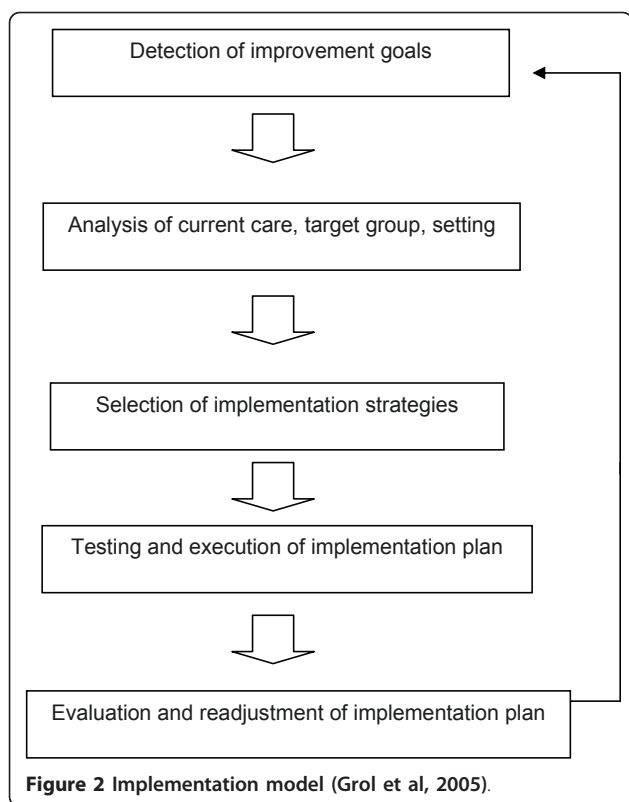 Detection of improvement goals
Analysis of current care, target group, setting
Selection of implementation strategies
Testing and execution of implementation plan
Evaluation and readjustment of implementation plan
Figure 2 Implementation model (Grol et al, 2005).